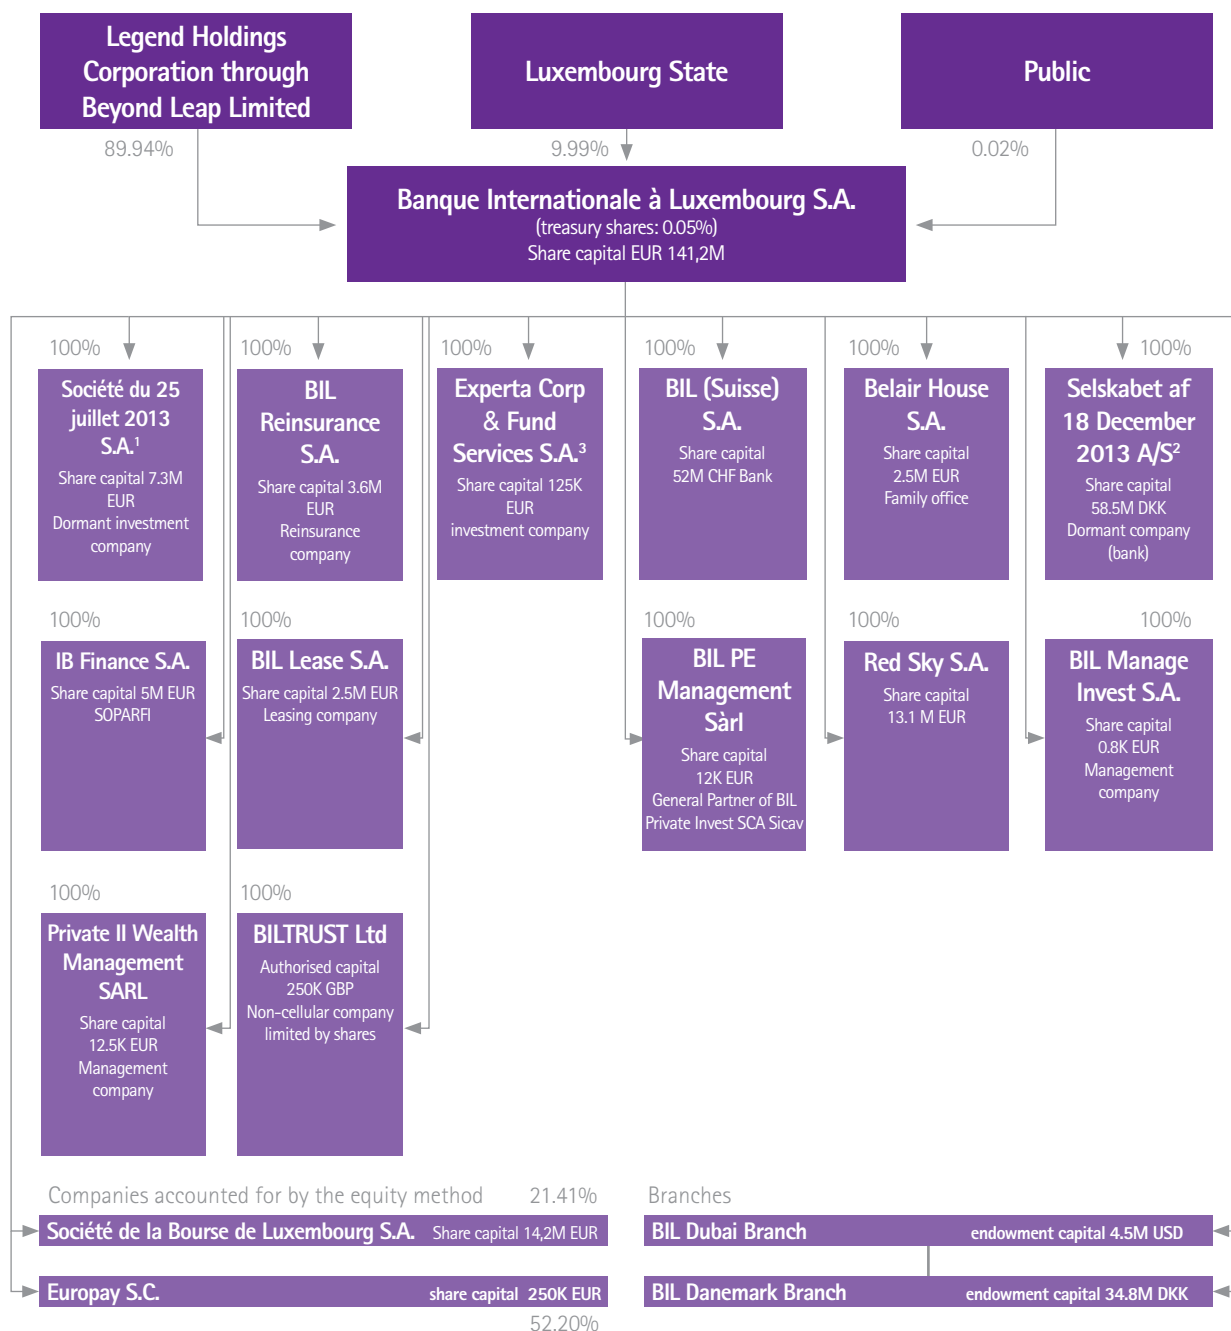 Legend Holdings
Corporation through
Beyond Leap Limited
Luxembourg State
Public
89.94%
9.99%
0.02%
Banque Internationale à Luxembourg S.A.
(treasury shares: 0.05%)
Share capital EUR 141,2M
100%
Société du 25
juillet 2013
S.A.¹
Share capital 7.3M
EUR
Dormant investment
company
100%
BIL
Reinsurance
S.A.
Share capital 3.6M
EUR
Reinsurance
company
100%
Experta Corp
& Fund
Services S.A.³
Share capital 125K
EUR
investment company
100%
BIL (Suisse)
S.A.
Share capital
52M CHF Bank
100%
Belair House
S.A.
Share capital
2.5M EUR
Family office
100%
Selskabet af
18 December
2013 A/S²
Share capital
58.5M DKK
Dormant company
(bank)
100%
IB Finance S.A.
Share capital 5M EUR
SOPARFI
100%
BIL Lease S.A.
Share capital 2.5M EUR
Leasing company
100%
BIL PE
Management
Sàrl
Share capital
12K EUR
General Partner of BIL
Private Invest SCA Sicav
100%
Red Sky S.A.
Share capital
13.1 M EUR
100%
BIL Manage
Invest S.A.
Share capital
0.8K EUR
Management
company
100%
Private II Wealth
Management
SARL
Share capital
12.5K EUR
Management
company
100%
BILTRUST Ltd
Authorised capital
250K GBP
Non-cellular company
limited by shares
Companies accounted for by the equity method 21.41%
Société de la Bourse de Luxembourg S.A. Share capital 14,2M EUR
Europay S.C. share capital 250K EUR
52.20%
Branches
BIL Dubai Branch endowment capital 4.5M USD
BIL Danemark Branch endowment capital 34.8M DKK